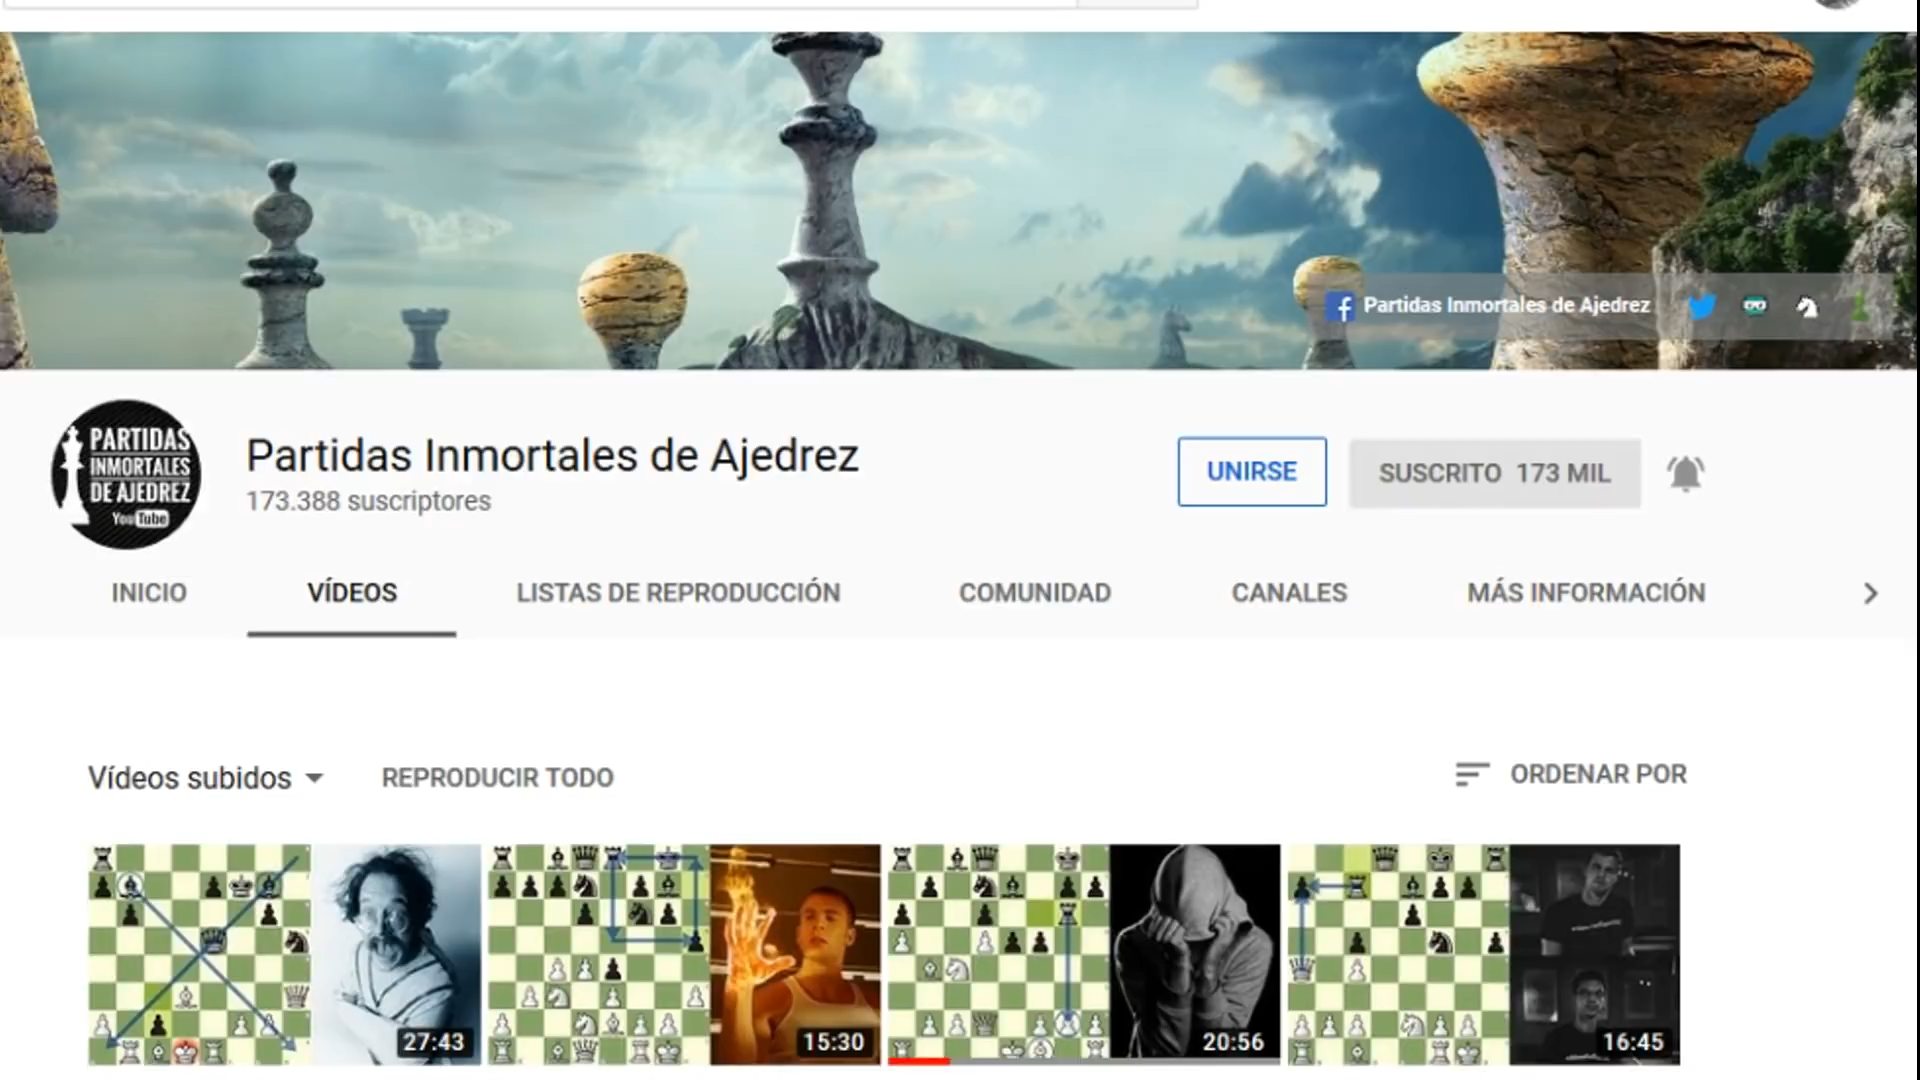 Partidas Inmortales de Ajedrez
PARTIDAS
INMORTALES
DE AJEDREZ
YouTube
Partidas Inmortales de Ajedrez
173.388 suscriptores
UNIRSE
SUSCRITO 173 MIL
INICIO
VÍDEOS
LISTAS DE REPRODUCCIÓN
COMUNIDAD
CANALES
MÁS INFORMACIÓN
Vídeos subidos
REPRODUCIR TODO
ORDENAR POR
27:43
15:30
20:56
16:45